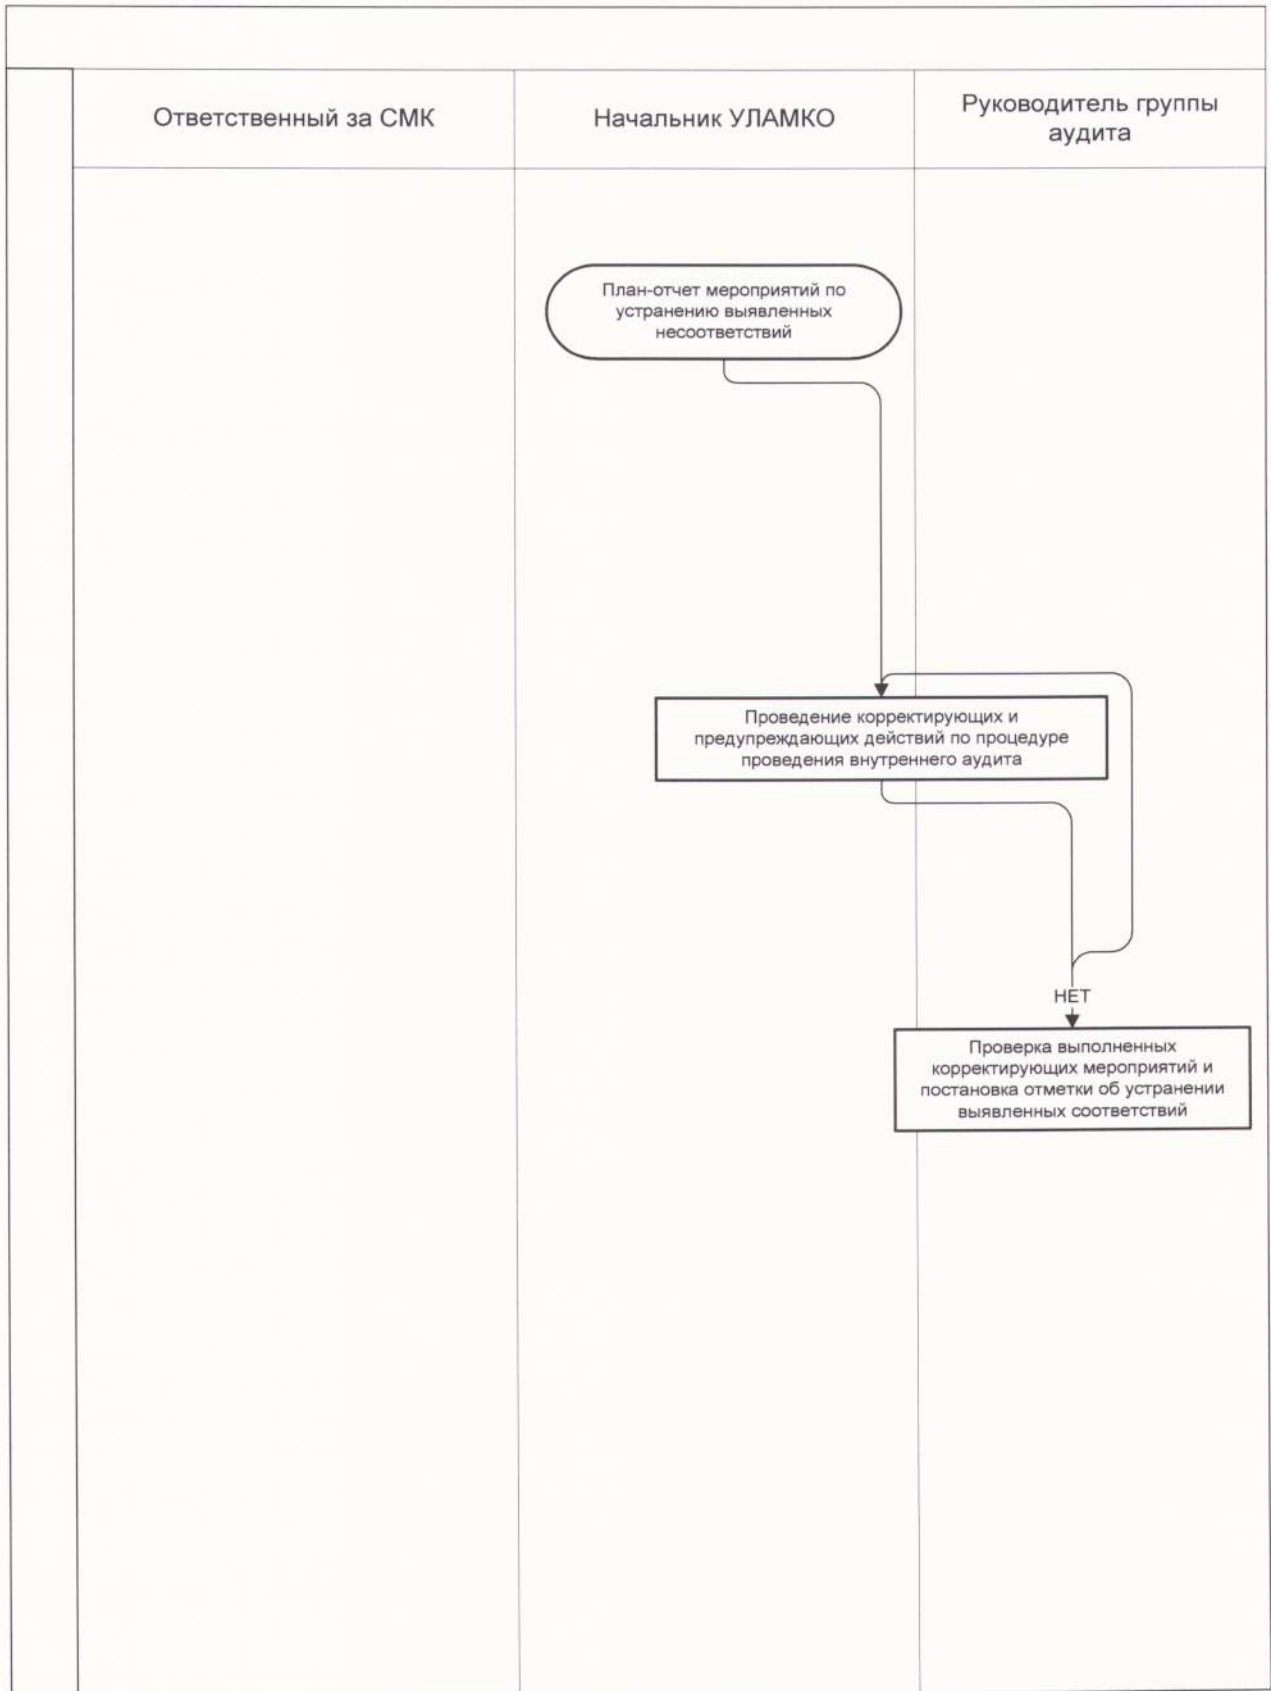 Ответственный за СМК
Начальник УЛАМКО
Руководитель группы
аудита
План-отчет мероприятий по
устранению выявленных
несоответствий
Проведение корректирующих и
предупреждающих действий по процедуре
проведения внутреннего аудита
НЕТ
Проверка выполненных
корректирующих мероприятий и
постановка отметки об устранении
выявленных соответствий